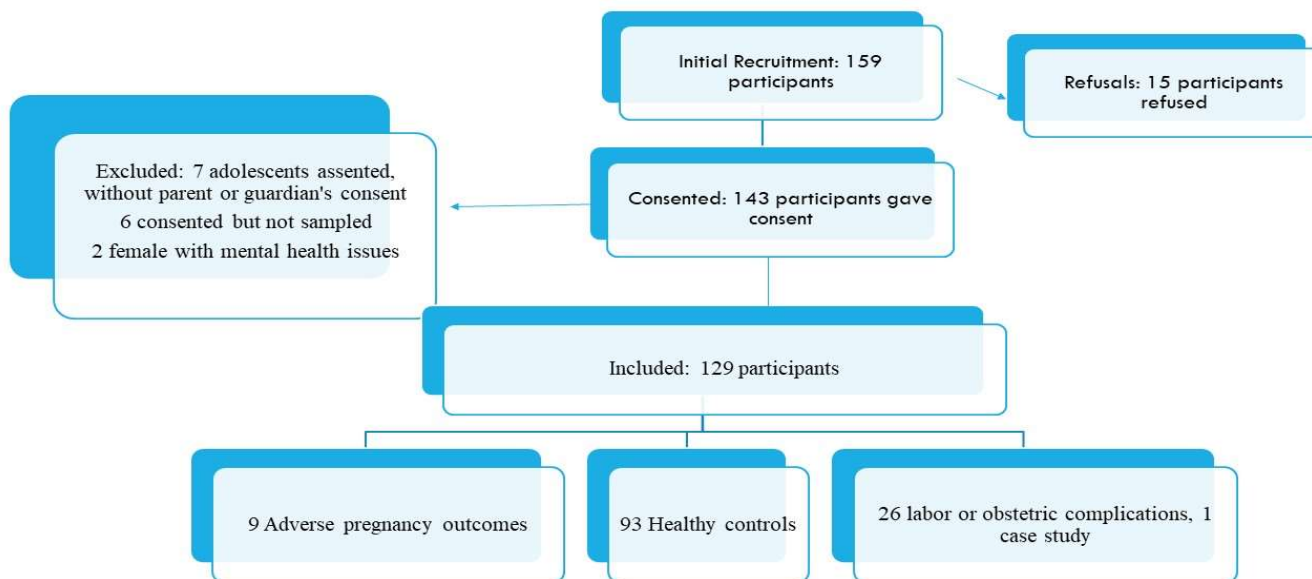 Initial Recruitment: 159
participants
Refusals: 15 participants
refused
Excluded: 7 adolescents assented,
without parent or guardian's consent
6 consented but not sampled
2 female with mental health issues
Consented: 143 participants gave
consent
Included: 129 participants
9 Adverse pregnancy outcomes
93 Healthy controls
26 labor or obstetric complications, 1
case study